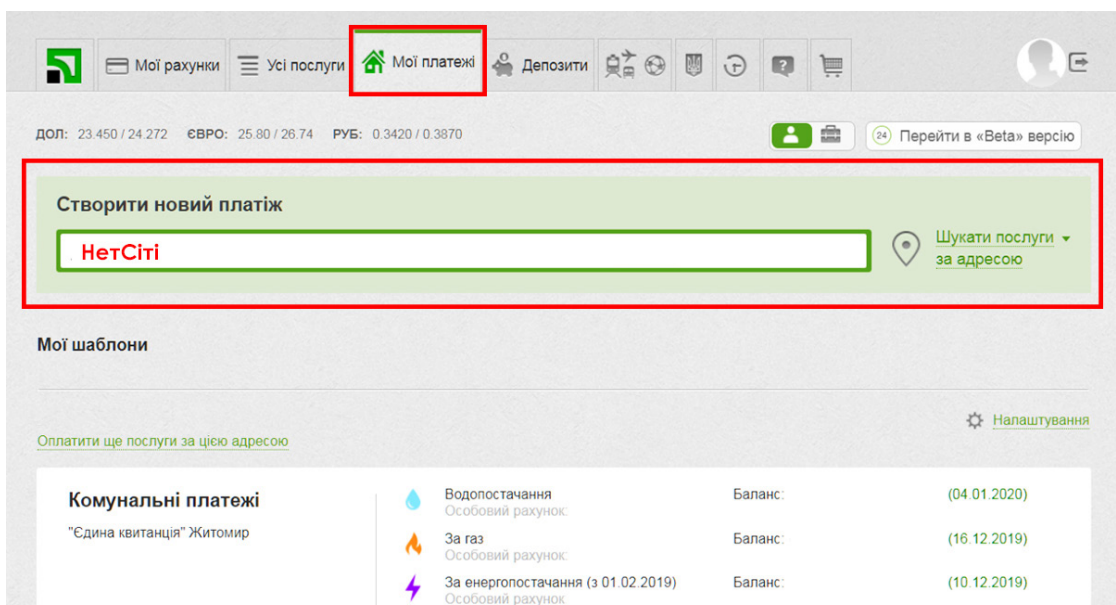 Мої рахунки Усі послуги Мої платежі Депозити
ДОЛ: 23.450 / 24.272 ЄВРО: 25.80 / 26.74 РУБ: 0.3420 / 0.3870 24 Перейти в «Beta» версію
Створити новий платіж
НетСіті
Шукати послуги
за адресою
Мої шаблони
Налаштування
Оплатити ще послуги за цією адресою
Комунальні платежі
"Єдина квитанція" Житомир
Водопостачання Баланс: (04.01.2020)
Особовий рахунок:
За газ Баланс: (16.12.2019)
Особовий рахунок:
За енергопостачання (з 01.02.2019) Баланс: (10.12.2019)
Особовий рахунок